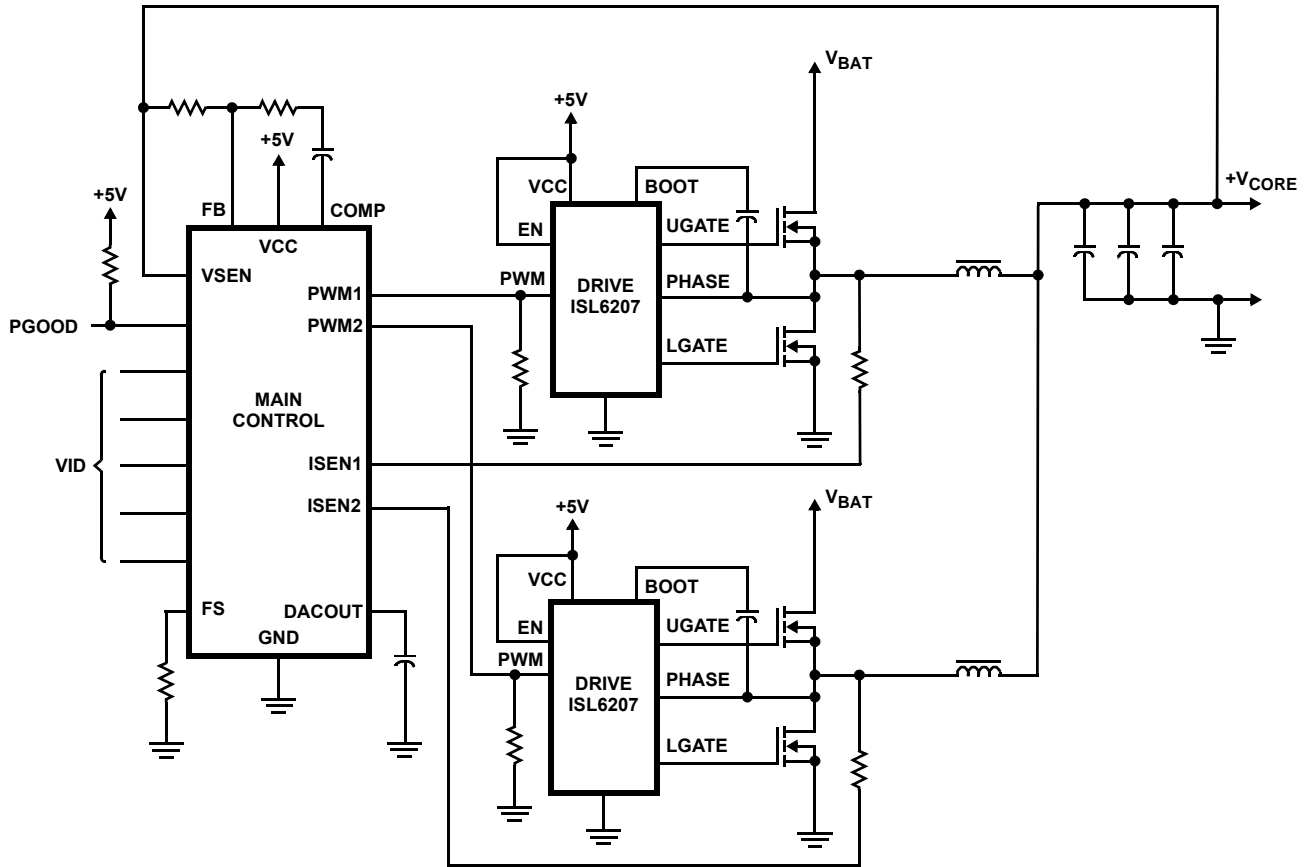 V_BAT
+5V
+5V
+5V
VCC
BOOT
+V_CORE
FB
COMP
VCC
EN
UGATE
VSEN
PWM
DRIVE
ISL6207
PHASE
PWM1
PGOOD
PWM2
LGATE
MAIN
CONTROL
VID
ISEN1
ISEN2
V_BAT
+5V
VCC
BOOT
FS
DACOUT
EN
UGATE
GND
PWM
DRIVE
ISL6207
PHASE
LGATE